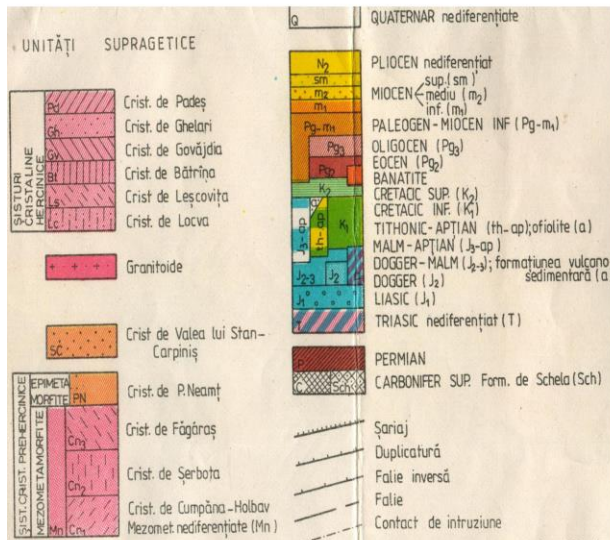 UNITĂȚI SUPRAGETICE
SISTURI CRISTALINE HERCINICE
Pd Crist. de Padeș
Gh Crist. de Ghelari
Gv Crist. de Govăjdia
Bt Crist. de Bătrîna
Ls Crist de Leșcovița
Lc Crist. de Locva
Granitoide
SC Crist de Valea lui Stan-
Carpiniș
SIST. CRIST. PREHERCINICE
EPIMETA
MORFITE
PN Crist. de P.Neamț
MEZOMETAMORFITE
Cn3 Crist. de Făgăraș
Cn2 Crist. de Șerbota
Crist. de Cumpăna-Holbav
Mn Cn1 Mezomet. nediferențiate (Mn)
Q QUATERNAR nediferențiate
N2 PLIOCEN nediferențiat
sm sup. (sm)
m2 MIOCEN mediu (m2)
m1 inf. (m1)
Pg-m1 PALEOGEN-MIOCEN INF (Pg-m1)
Pg3 OLIGOCEN (Pg3)
Pg2 EOCEN (Pg2)
BANATITE
K2 CRETACIC SUP. (K2)
K1 CRETACIC INF. (K1)
th-ap TITHONIC-APTIAN (th-ap); ofiolite (a)
J3-ap MALM-APTIAN (J3-ap)
J2-3 DOGGER-MALM (J2-3); formațiunea vulcano
sedimentară (a
J2 DOGGER (J2)
J1 LIASIC (J1)
T TRIASIC nediferențiat (T)
P PERMIAN
C Sch CARBONIFER SUP. Form. de Schela (Sch)
Șariaj
Duplicatură
Falie inversă
Falie
Contact de intruziune